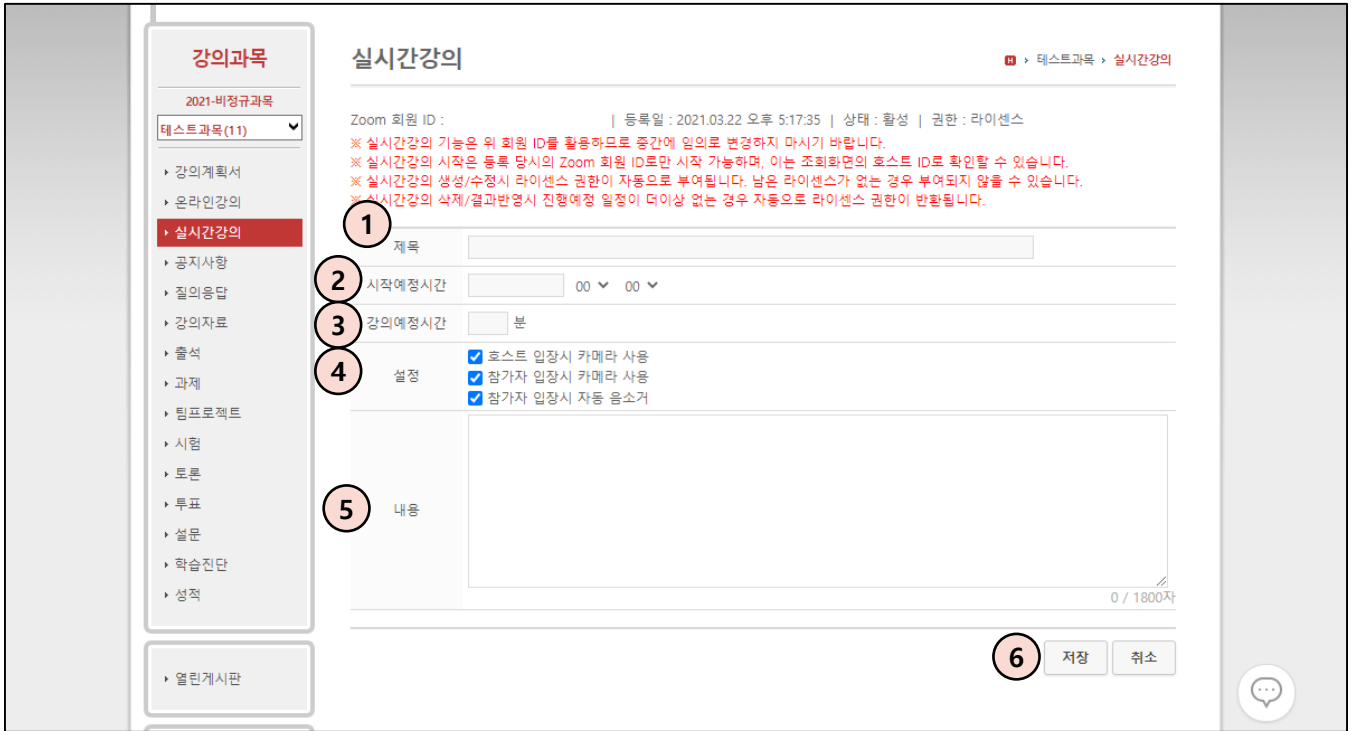 강의과목
2021-비정규과목
테스트과목(11)
강의계획서
온라인강의
실시간강의
공지사항
질의응답
강의자료
출석
과제
팀프로젝트
시험
토론
투표
설문
학습진단
성적
열린게시판
실시간강의
H › 테스트과목 › 실시간강의
Zoom 회원 ID : | 등록일 : 2021.03.22 오후 5:17:35 | 상태 : 활성 | 권한 : 라이센스
※ 실시간강의 기능은 위 회원 ID를 활용하므로 중간에 임의로 변경하지 마시기 바랍니다.
※ 실시간강의 시작은 등록 당시의 Zoom 회원 ID로만 시작 가능하며, 이는 조회화면의 호스트 ID로 확인할 수 있습니다.
※ 실시간강의 생성/수정시 라이센스 권한이 자동으로 부여됩니다. 남은 라이센스가 없는 경우 부여되지 않을 수 있습니다.
※ 실시간강의 삭제/결과반영시 진행예정 일정이 더이상 없는 경우 자동으로 라이센스 권한이 반환됩니다.
1
제목
2 시작예정시간 00 00
3 강의예정시간 분
4 설정
호스트 입장시 카메라 사용
참가자 입장시 카메라 사용
참가자 입장시 자동 음소거
5 내용
0 / 1800자
6 저장 취소